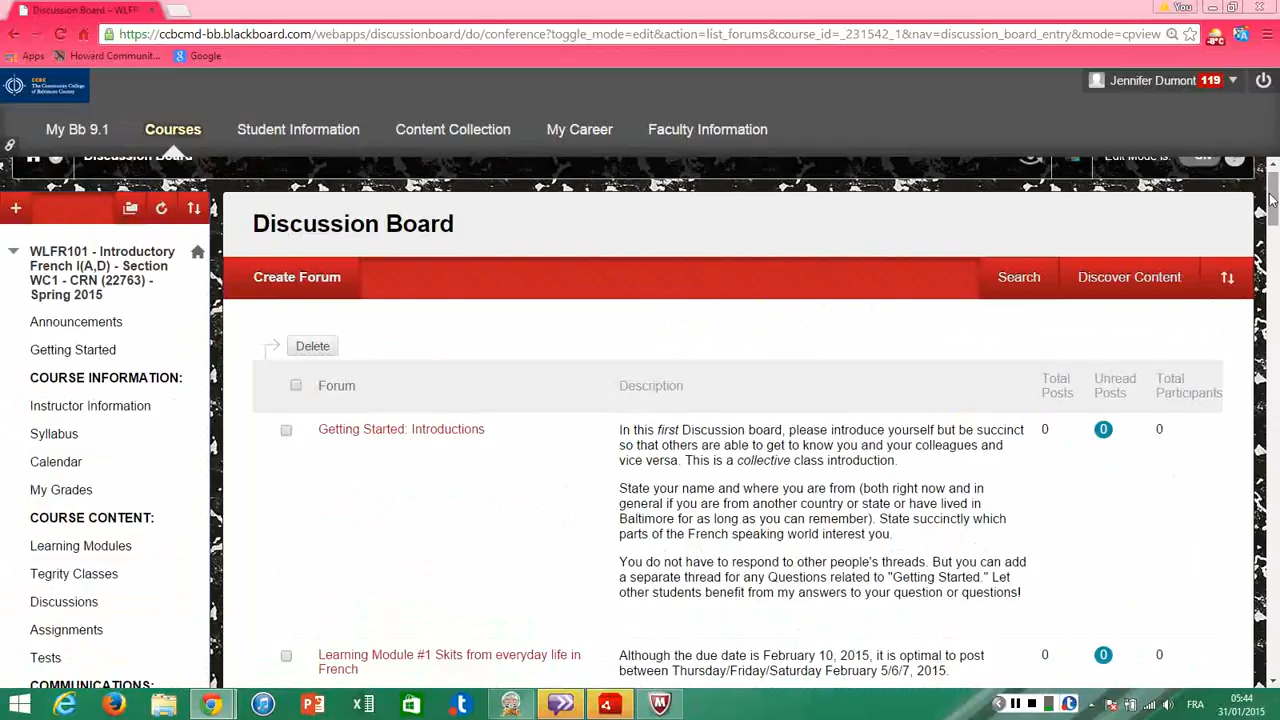 Discussion Board – WLFR
You
https://ccbcmd-bb.blackboard.com/webapps/discussionboard/do/conference?toggle_mode=edit&action=list_forums&course_id=_231542_1&nav=discussion_board_entry&mode=cpview
Apps
Howard Communit...
Google
CCBC
The Community College
of Baltimore County
Jennifer Dumont 119
My Bb 9.1
Courses
Student Information
Content Collection
My Career
Faculty Information
Discussion Board
Edit Mode is:
ON
WLFR101 - Introductory
French I(A,D) - Section
WC1 - CRN (22763) -
Spring 2015
Announcements
Getting Started
COURSE INFORMATION:
Instructor Information
Syllabus
Calendar
My Grades
COURSE CONTENT:
Learning Modules
Tegrity Classes
Discussions
Assignments
Tests
COMMUNICATIONS:
Discussion Board
Create Forum
Search
Discover Content
Delete
Forum
Description
Total
Posts
Unread
Posts
Total
Participants
Getting Started: Introductions
In this first Discussion board, please introduce yourself but be succinct
so that others are able to get to know you and your colleagues and
vice versa. This is a collective class introduction.
State your name and where you are from (both right now and in
general if you are from another country or state or have lived in
Baltimore for as long as you can remember). State succinctly which
parts of the French speaking world interest you.
You do not have to respond to other people's threads. But you can add
a separate thread for any Questions related to "Getting Started." Let
other students benefit from my answers to your question or questions!
0
0
0
Learning Module #1 Skits from everyday life in
French
Although the due date is February 10, 2015, it is optimal to post
between Thursday/Friday/Saturday February 5/6/7, 2015.
0
0
0
FRA
05:44
31/01/2015